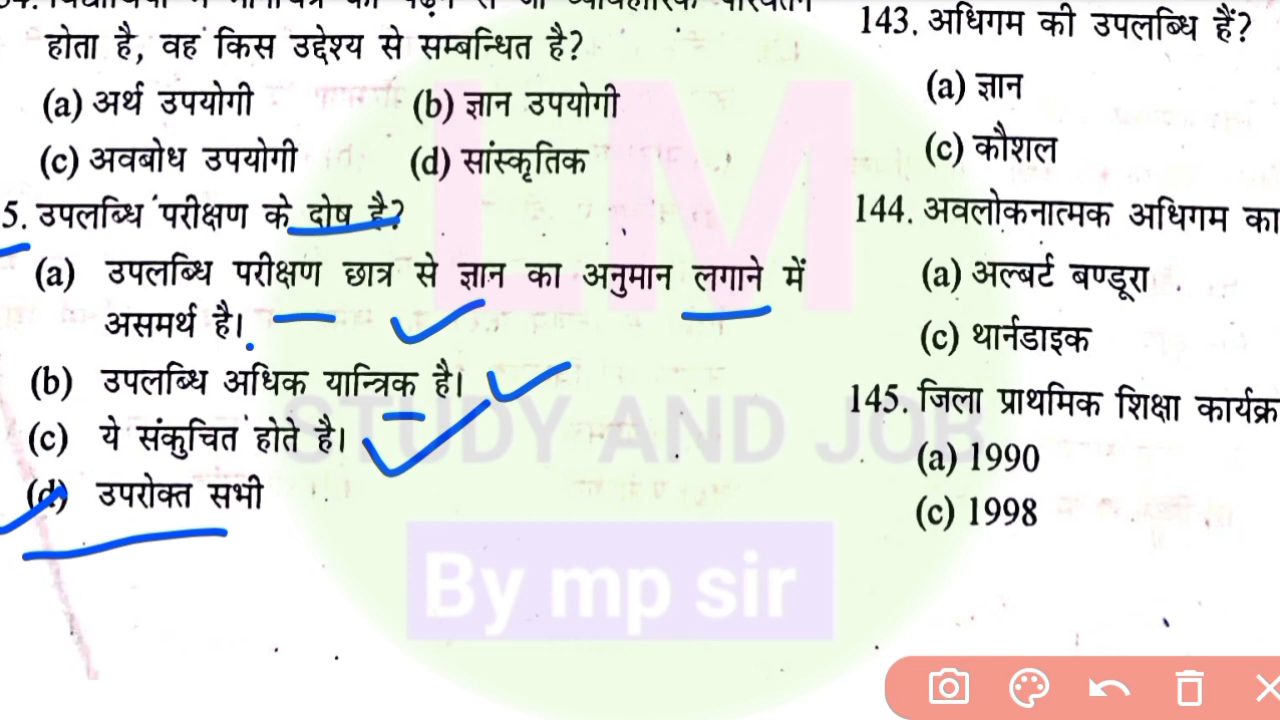 होता है, वह किस उद्देश्य से सम्बन्धित है?
(a) अर्थ उपयोगी (b) ज्ञान उपयोगी
(c) अवबोध उपयोगी (d) सांस्कृतिक
5. उपलब्धि परीक्षण के दोष है?
(a) उपलब्धि परीक्षण छात्र से ज्ञान का अनुमान लगाने में
असमर्थ है।
(b) उपलब्धि अधिक यान्त्रिक है।
(c) ये संकुचित होते है।
(d) उपरोक्त सभी
143. अधिगम की उपलब्धि हैं?
(a) ज्ञान
(c) कौशल
144. अवलोकनात्मक अधिगम का
(a) अल्बर्ट बण्डूरा
(c) थार्नडाइक
145. जिला प्राथमिक शिक्षा कार्यक्र
(a) 1990
(c) 1998
LM
STUDY AND JOB
By mp sir